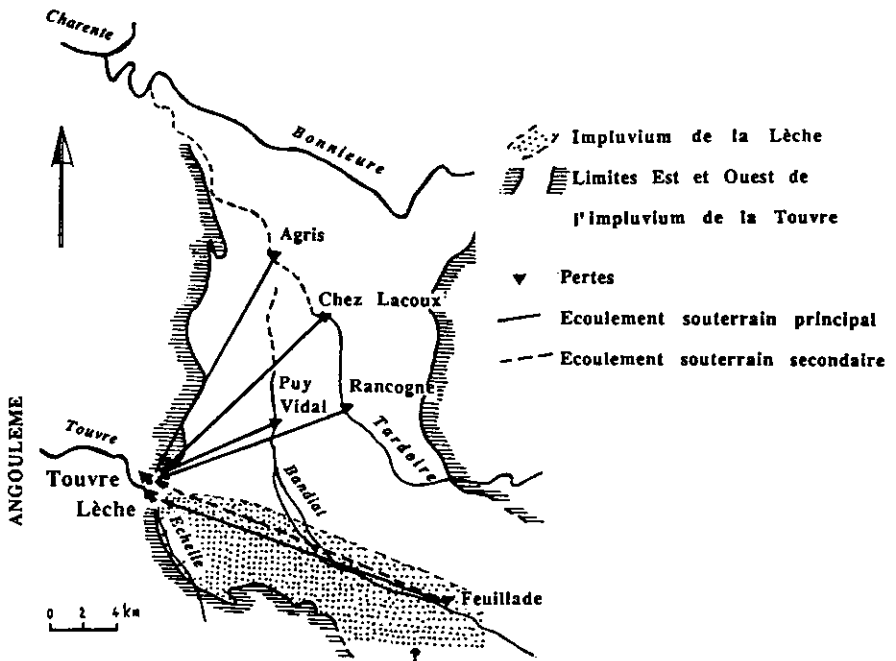 Charente
Bonnieure
Agris
Chez Lacoux
Puy
Vidal
Rancogne
Tardoire
Touvre
ANGOULEME
Touvre
Lèche
Bandiat
Echelle
Feuillade
0 2 4 km
Impluvium de la Lèche
Limites Est et Ouest de
l'impluvium de la Touvre
Pertes
Ecoulement souterrain principal
Ecoulement souterrain secondaire